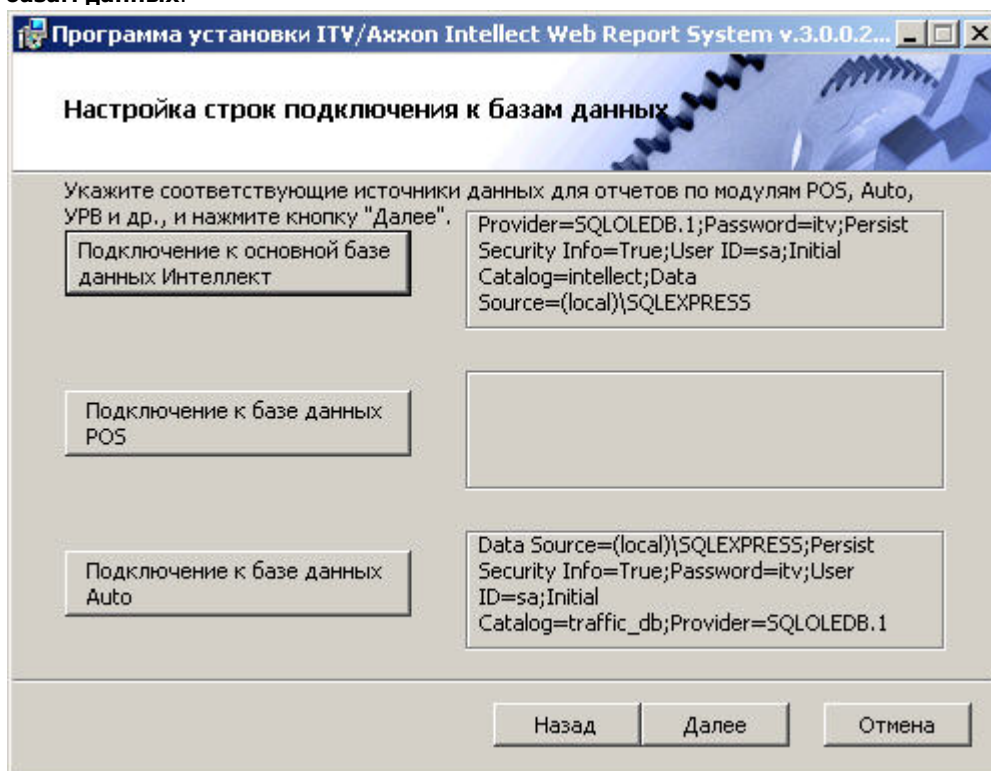 базам данных.
Программа установки ITV/Axxon Intellect Web Report System v.3.0.0.2...
Настройка строк подключения к базам данных
Укажите соответствующие источники данных для отчетов по модулям POS, Auto,
УРВ и др., и нажмите кнопку "Далее".
Подключение к основной базе
данных Интеллект
Provider=SQLOLEDB.1;Password=itv;Persist
Security Info=True;User ID=sa;Initial
Catalog=intellect;Data
Source=(local)\SQLEXPRESS
Подключение к базе данных
POS
Подключение к базе данных
Auto
Data Source=(local)\SQLEXPRESS;Persist
Security Info=True;Password=itv;User
ID=sa;Initial
Catalog=traffic_db;Provider=SQLOLEDB.1
Назад
Далее
Отмена